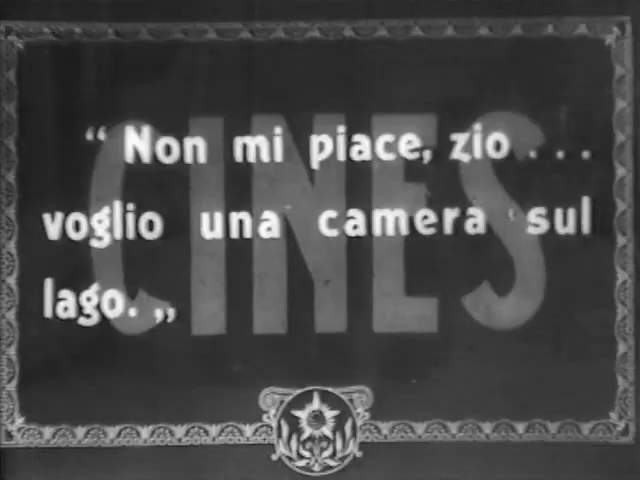 CINES
“ Non mi piace, zio . . .
voglio una camera sul
lago. „